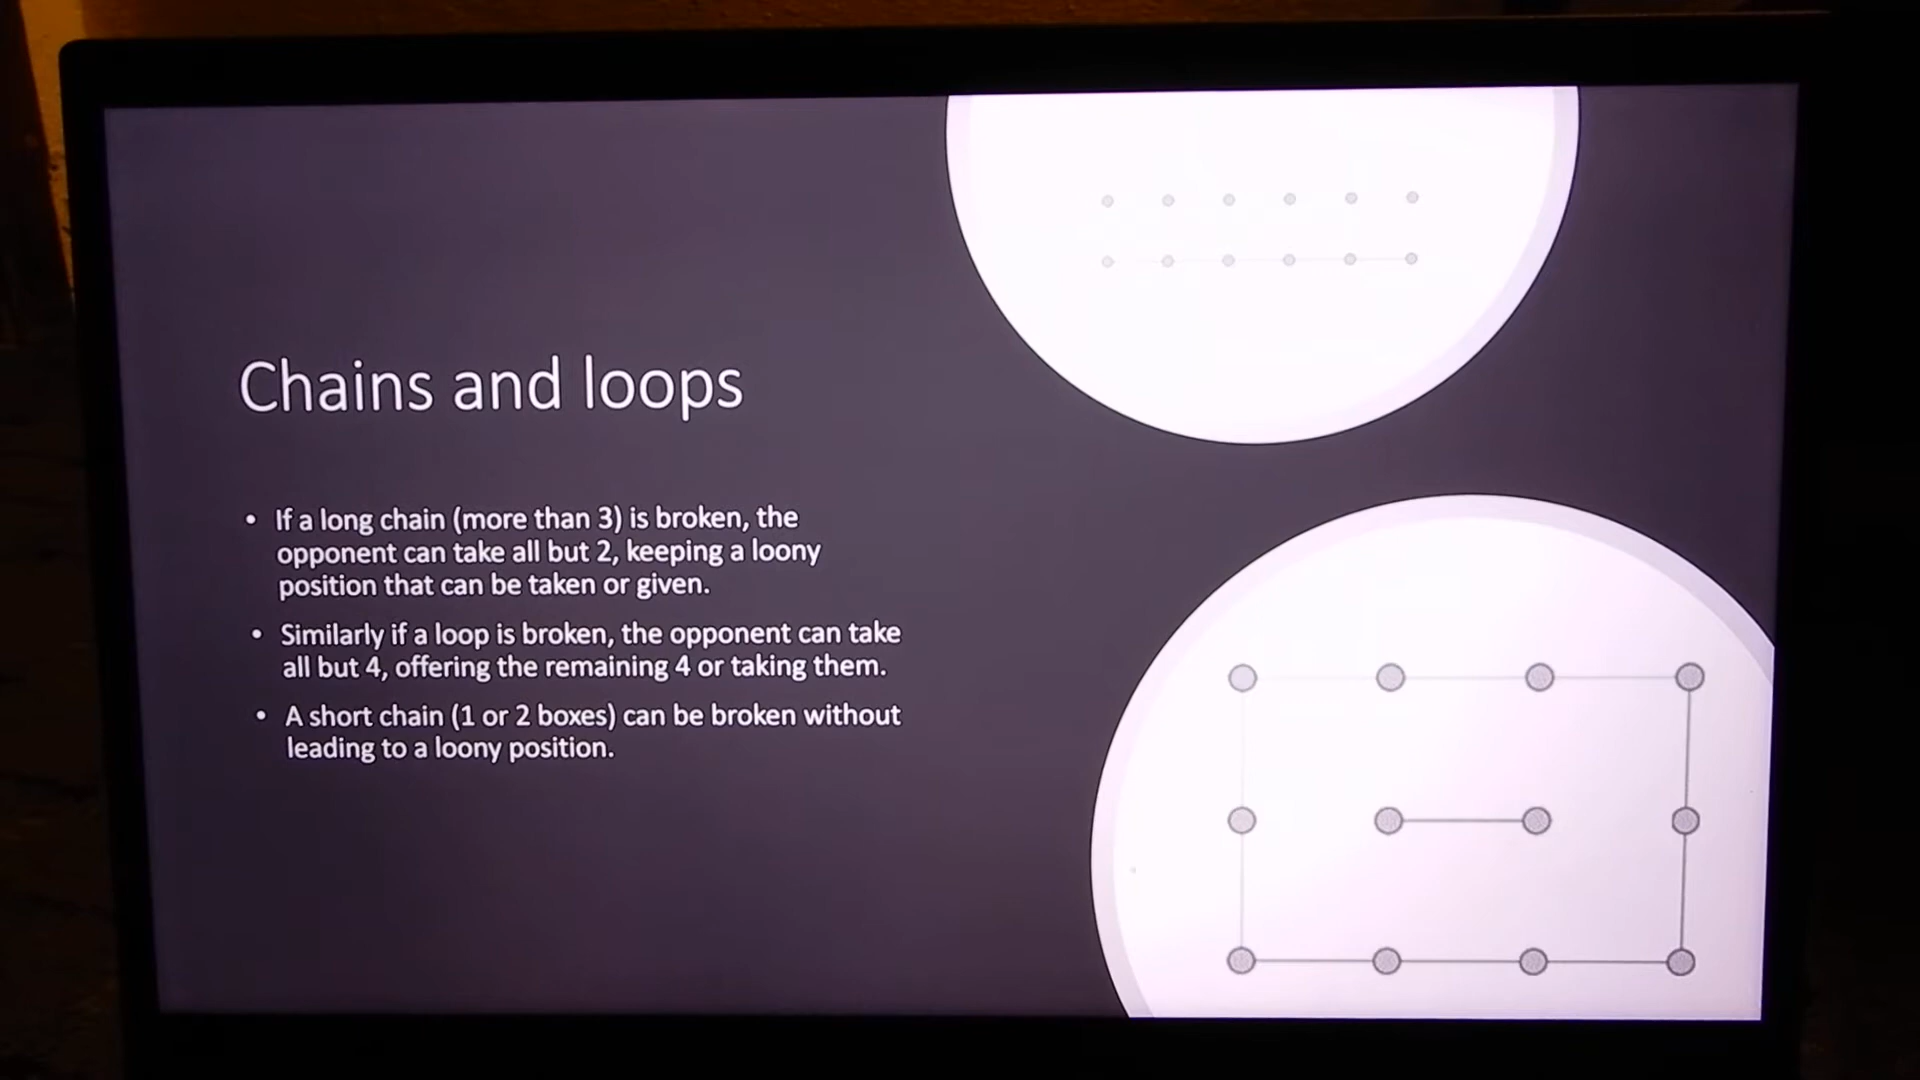 Chains and loops
• If a long chain (more than 3) is broken, the
opponent can take all but 2, keeping a loony
position that can be taken or given.
• Similarly if a loop is broken, the opponent can take
all but 4, offering the remaining 4 or taking them.
• A short chain (1 or 2 boxes) can be broken without
leading to a loony position.